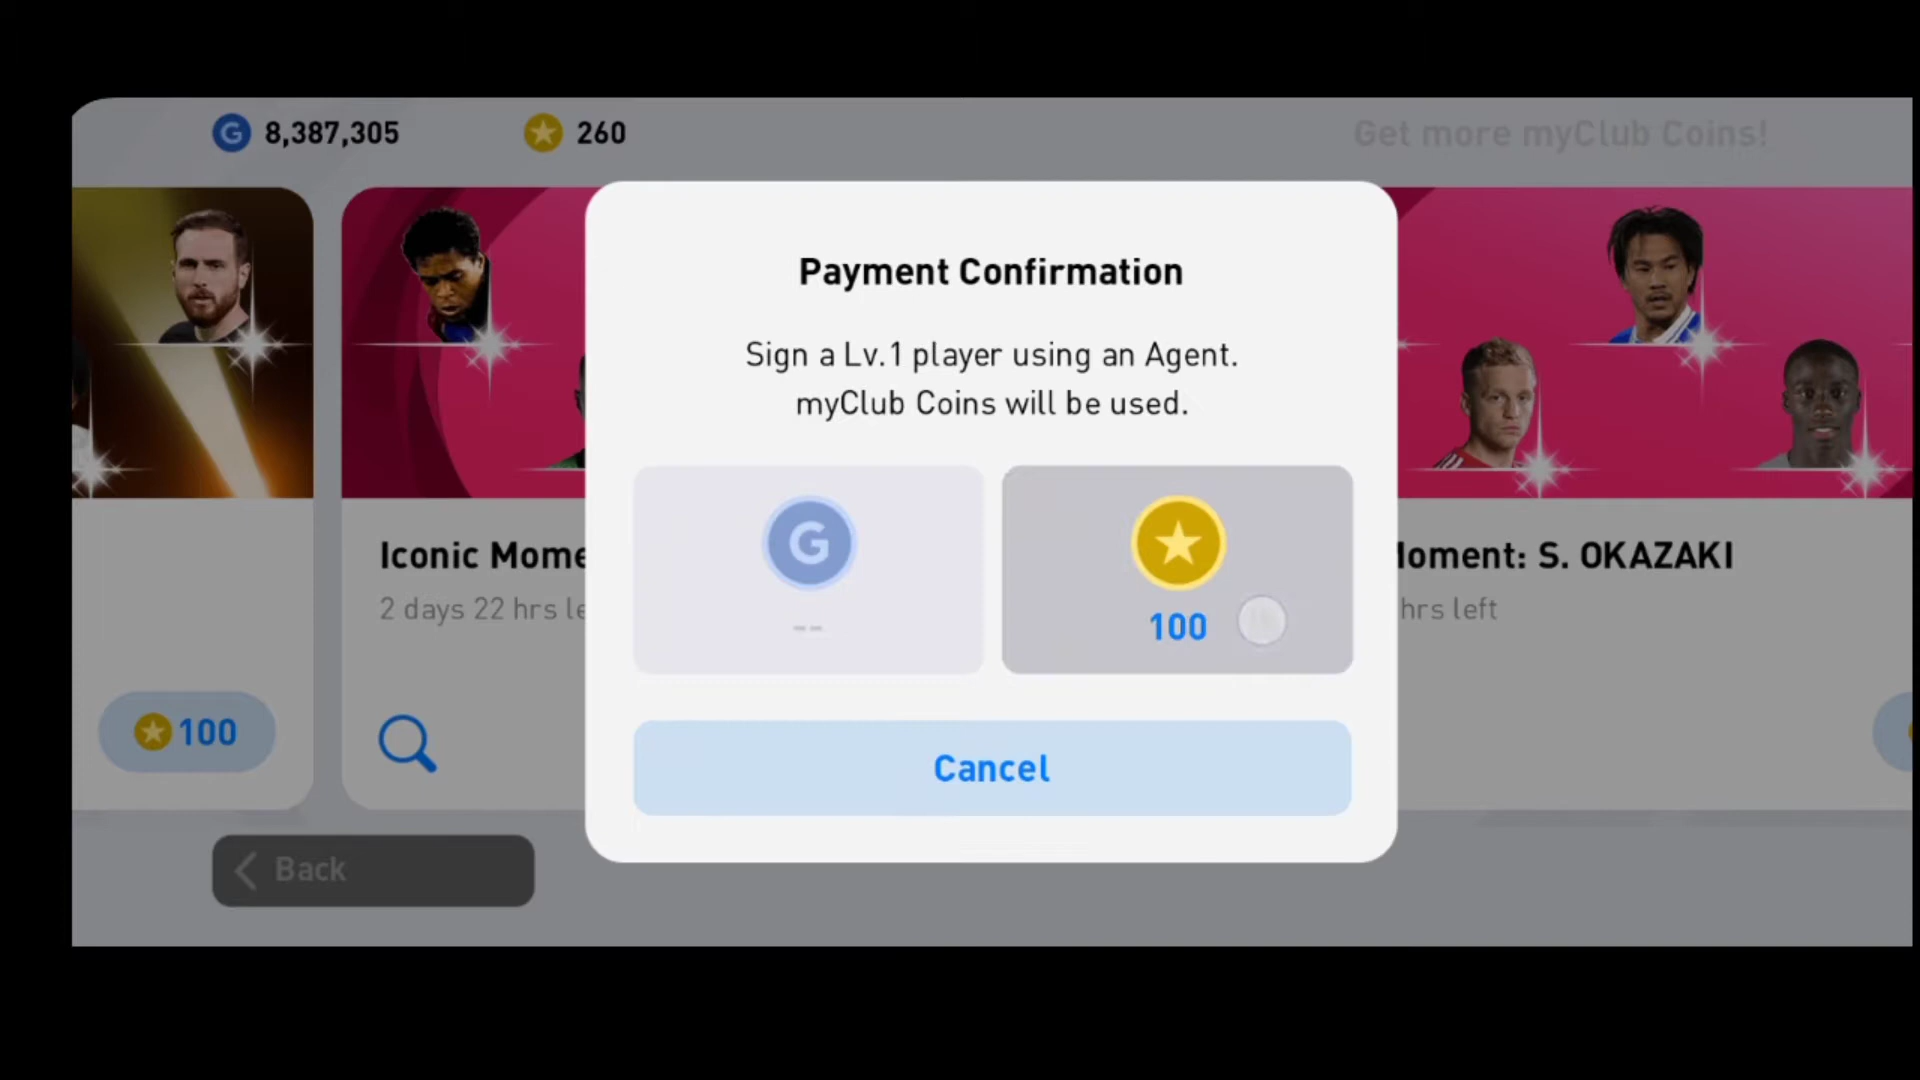 G 8,387,305
260
Get more myClub Coins!
Payment Confirmation
Sign a Lv.1 player using an Agent.
myClub Coins will be used.
G
--
100
Cancel
Iconic Mome
2 days 22 hrs le
100
Moment: S. OKAZAKI
hrs left
Back